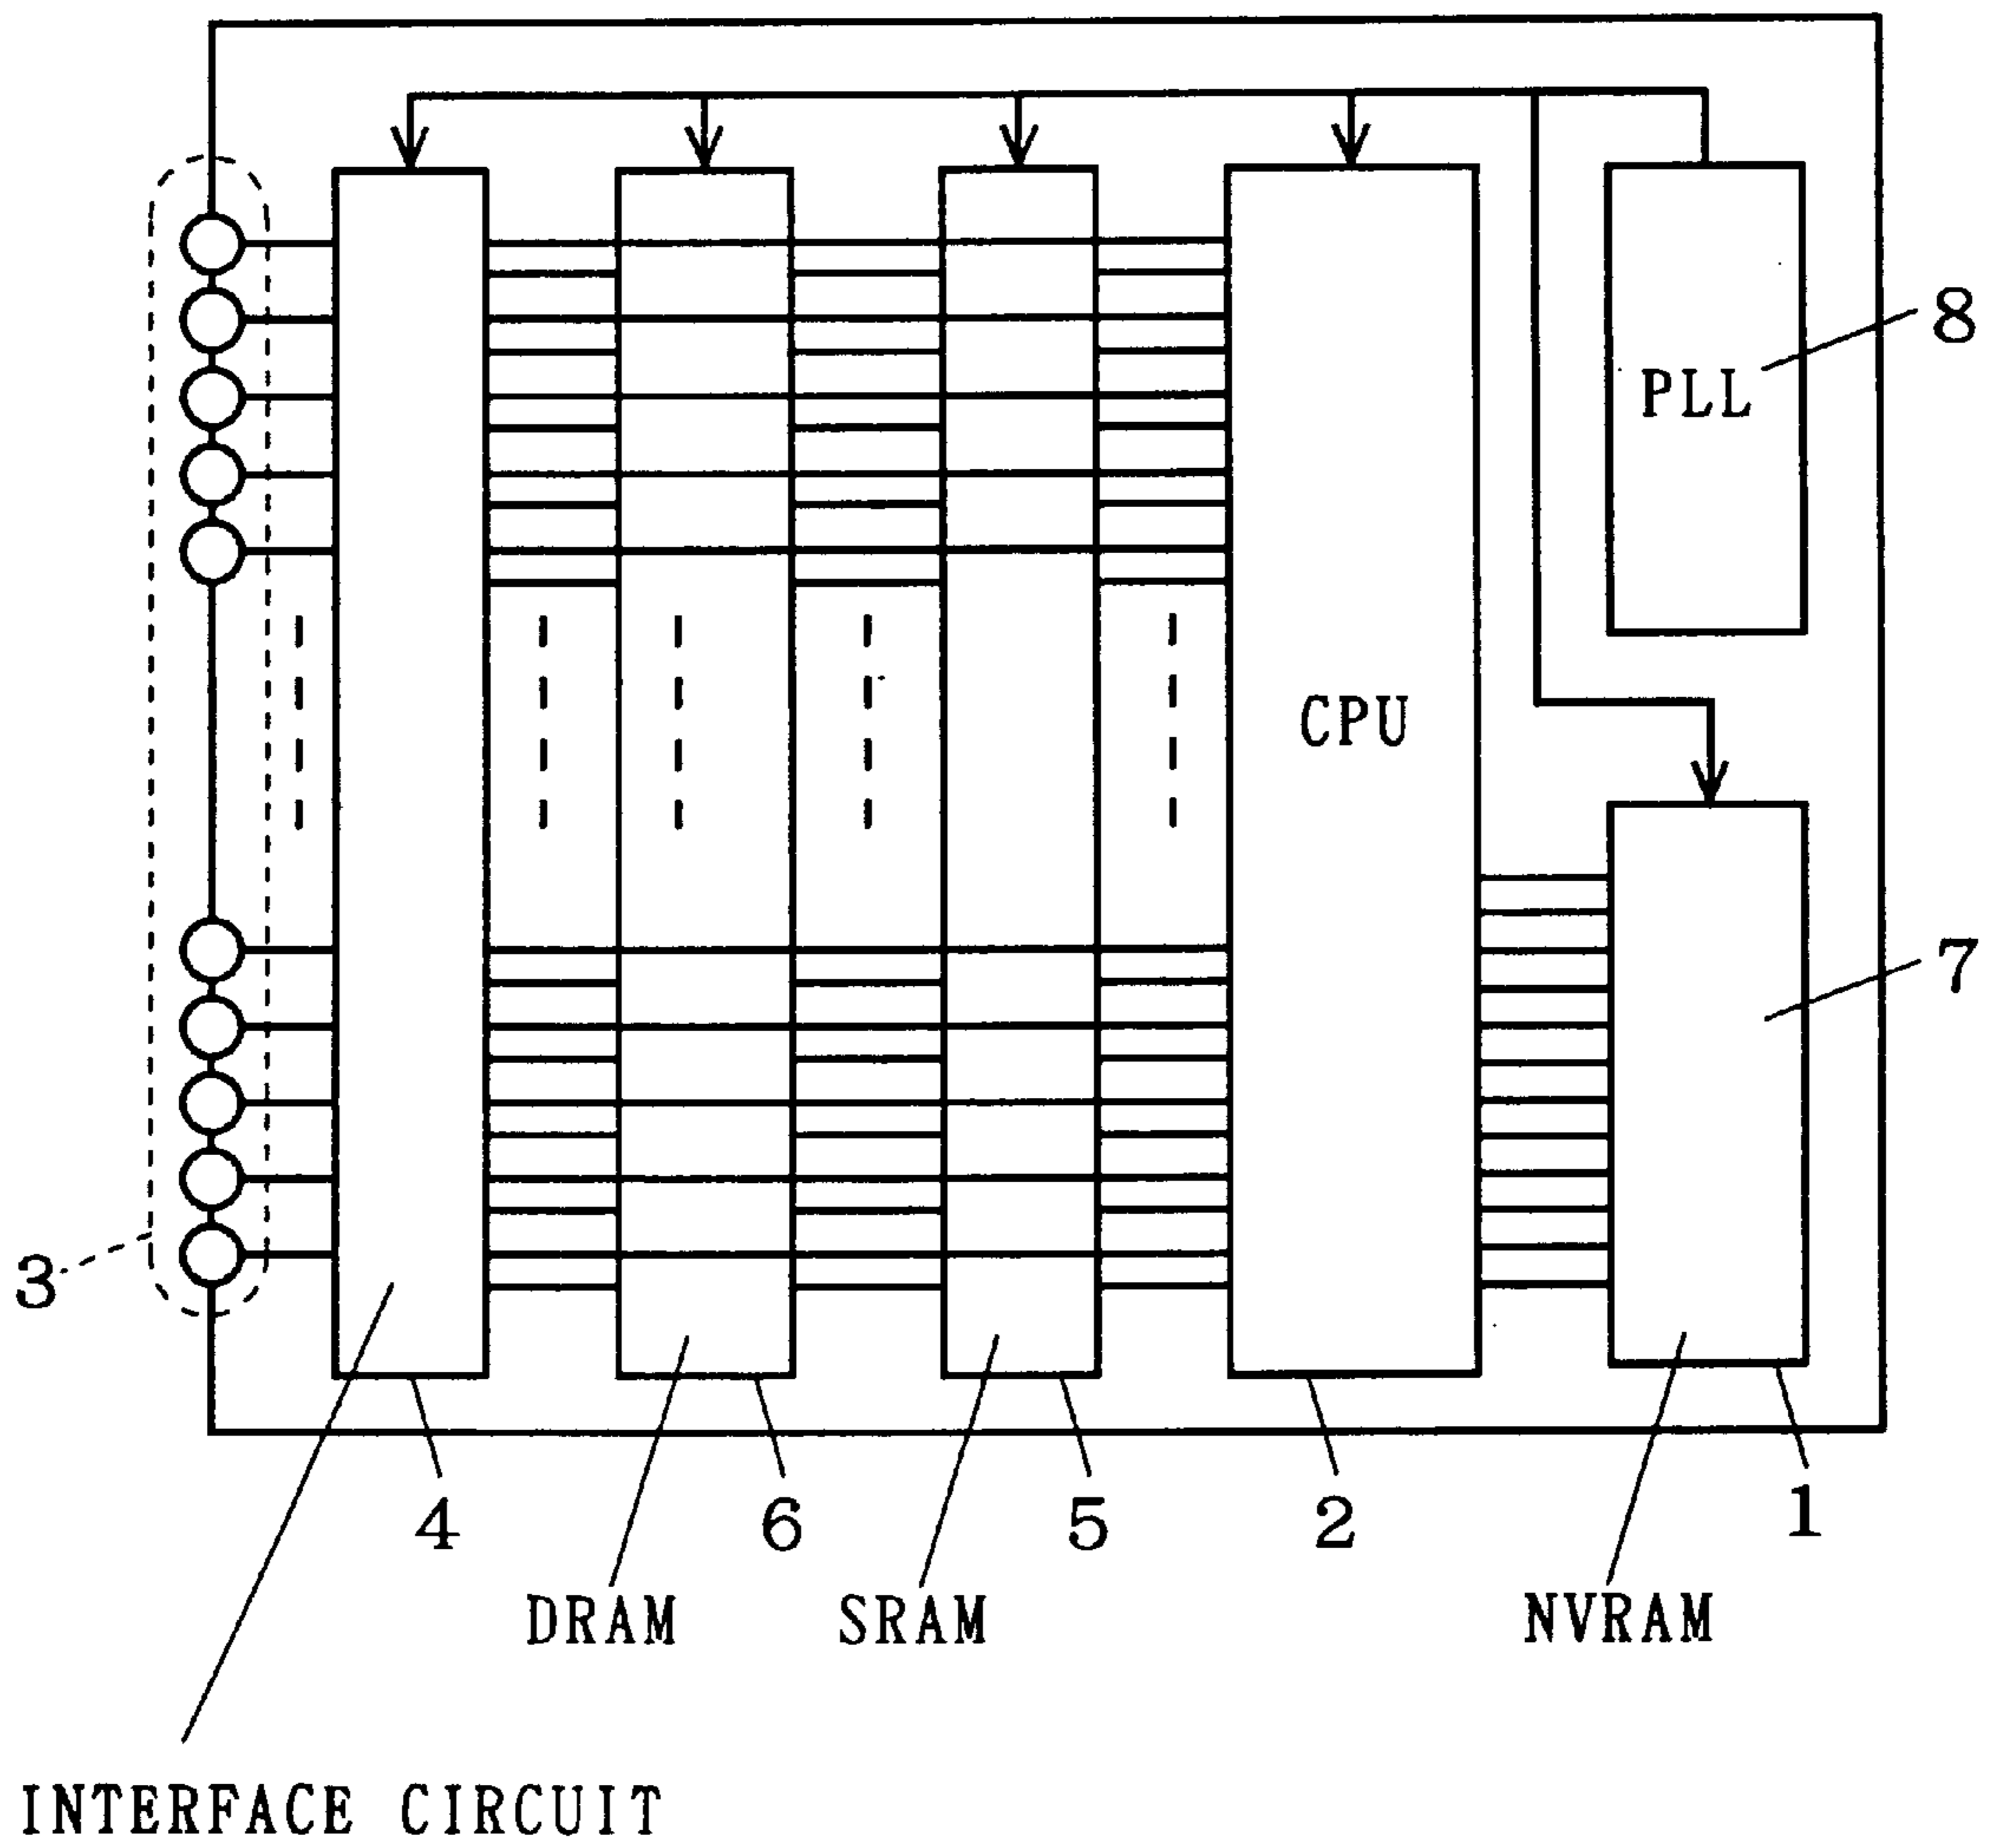 8
PLL
CPU
7
3
4
6
5
2
1
DRAM
SRAM
NVRAM
INTERFACE CIRCUIT